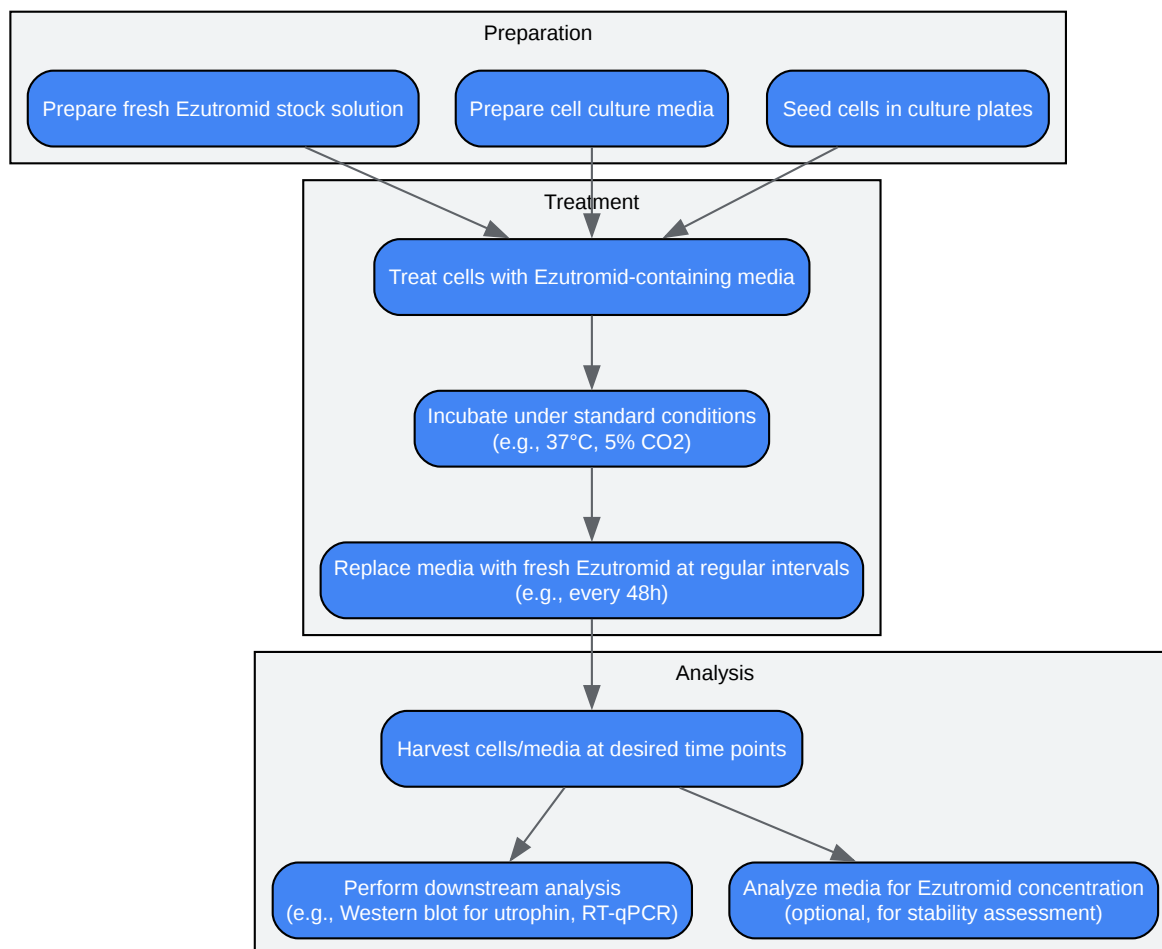 Preparation
Prepare fresh Ezutromid stock solution
Prepare cell culture media
Seed cells in culture plates
Treatment
Treat cells with Ezutromid-containing media
Incubate under standard conditions
(e.g., 37°C, 5% CO2)
Replace media with fresh Ezutromid at regular intervals
(e.g., every 48h)
Analysis
Harvest cells/media at desired time points
Perform downstream analysis
(e.g., Western blot for utrophin, RT-qPCR)
Analyze media for Ezutromid concentration
(optional, for stability assessment)